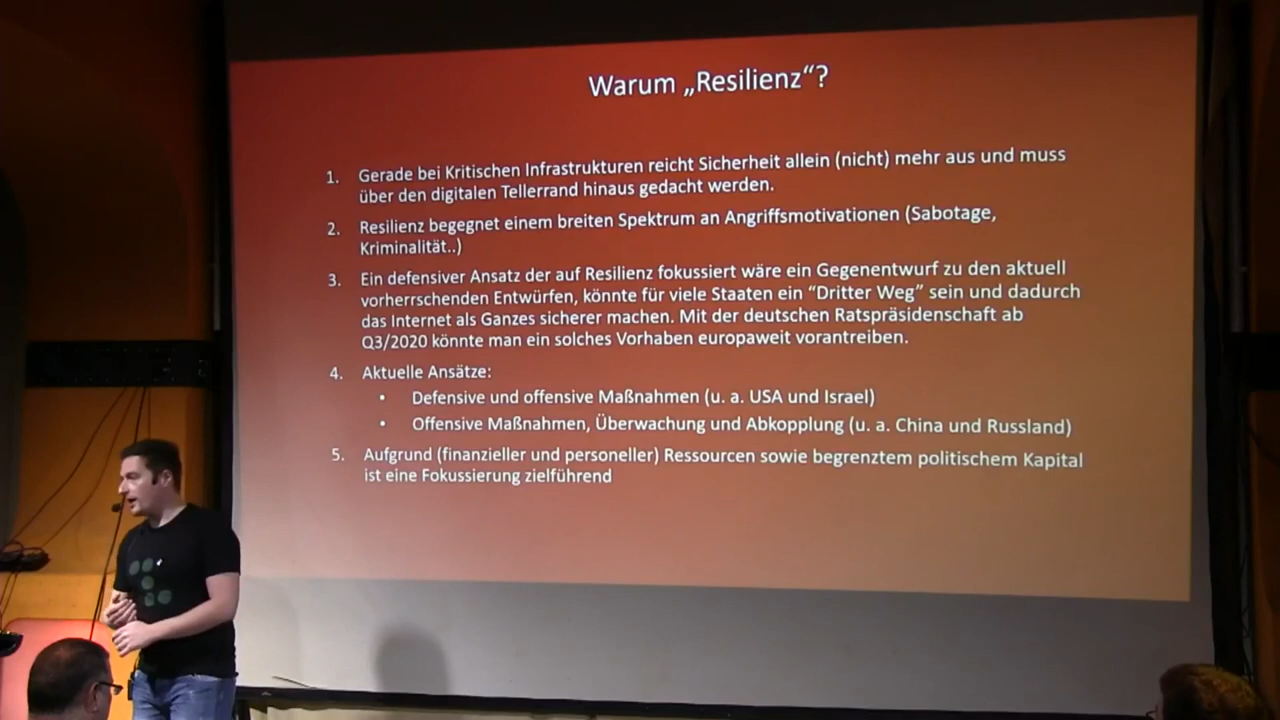 Warum „Resilienz“?
1. Gerade bei Kritischen Infrastrukturen reicht Sicherheit allein (nicht) mehr aus und muss
über den digitalen Tellerrand hinaus gedacht werden.
2. Resilienz begegnet einem breiten Spektrum an Angriffsmotivationen (Sabotage,
Kriminalität..)
3. Ein defensiver Ansatz der auf Resilienz fokussiert wäre ein Gegenentwurf zu den aktuell
vorherrschenden Entwürfen, könnte für viele Staaten ein “Dritter Weg” sein und dadurch
das Internet als Ganzes sicherer machen. Mit der deutschen Ratspräsidenschaft ab
Q3/2020 könnte man ein solches Vorhaben europaweit vorantreiben.
4. Aktuelle Ansätze:
• Defensive und offensive Maßnahmen (u. a. USA und Israel)
• Offensive Maßnahmen, Überwachung und Abkopplung (u. a. China und Russland)
5. Aufgrund (finanzieller und personeller) Ressourcen sowie begrenztem politischem Kapital
ist eine Fokussierung zielführend